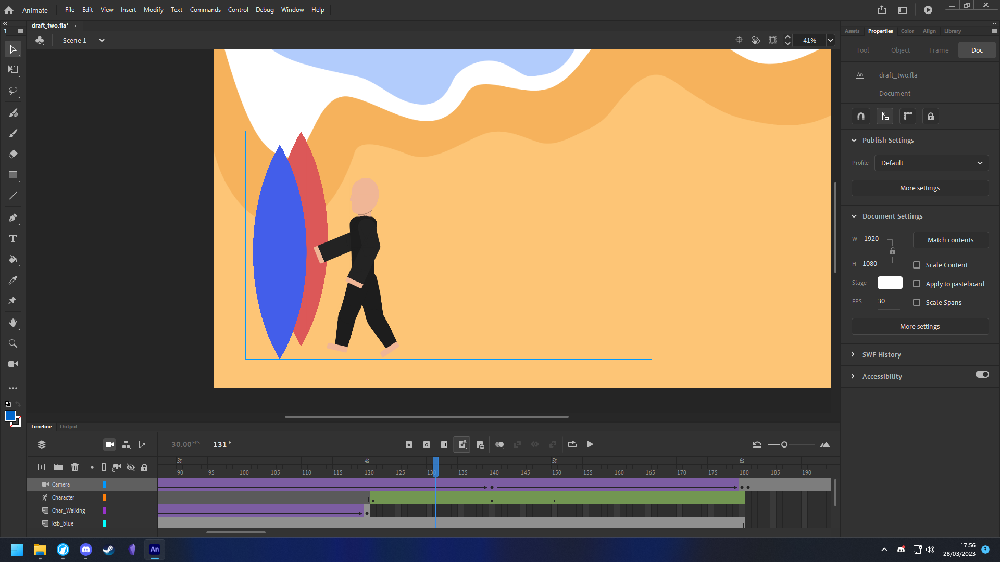 Animate File Edit View Insert Modify Text Commands Control Debug Window Help
draft_two.fla*
1
Scene 1 41%
Assets Properties Color Align Library
Tool Object Frame Doc
An draft_two.fla
Document
Publish Settings
Profile Default
More settings
Document Settings
W 1920 Match contents
H 1080 Scale Content
Stage Apply to pasteboard
FPS 30 Scale Spans
More settings
SWF History
Accessibility
Timeline Output
30.00 FPS 131 F
3s 4s 5s 6s
90 95 100 105 110 115 120 125 130 135 140 145 150 155 160 165 170 175 180 185 190
Camera
Character
Char_Walking
ksb_blue
An
17:56
28/03/2023
3